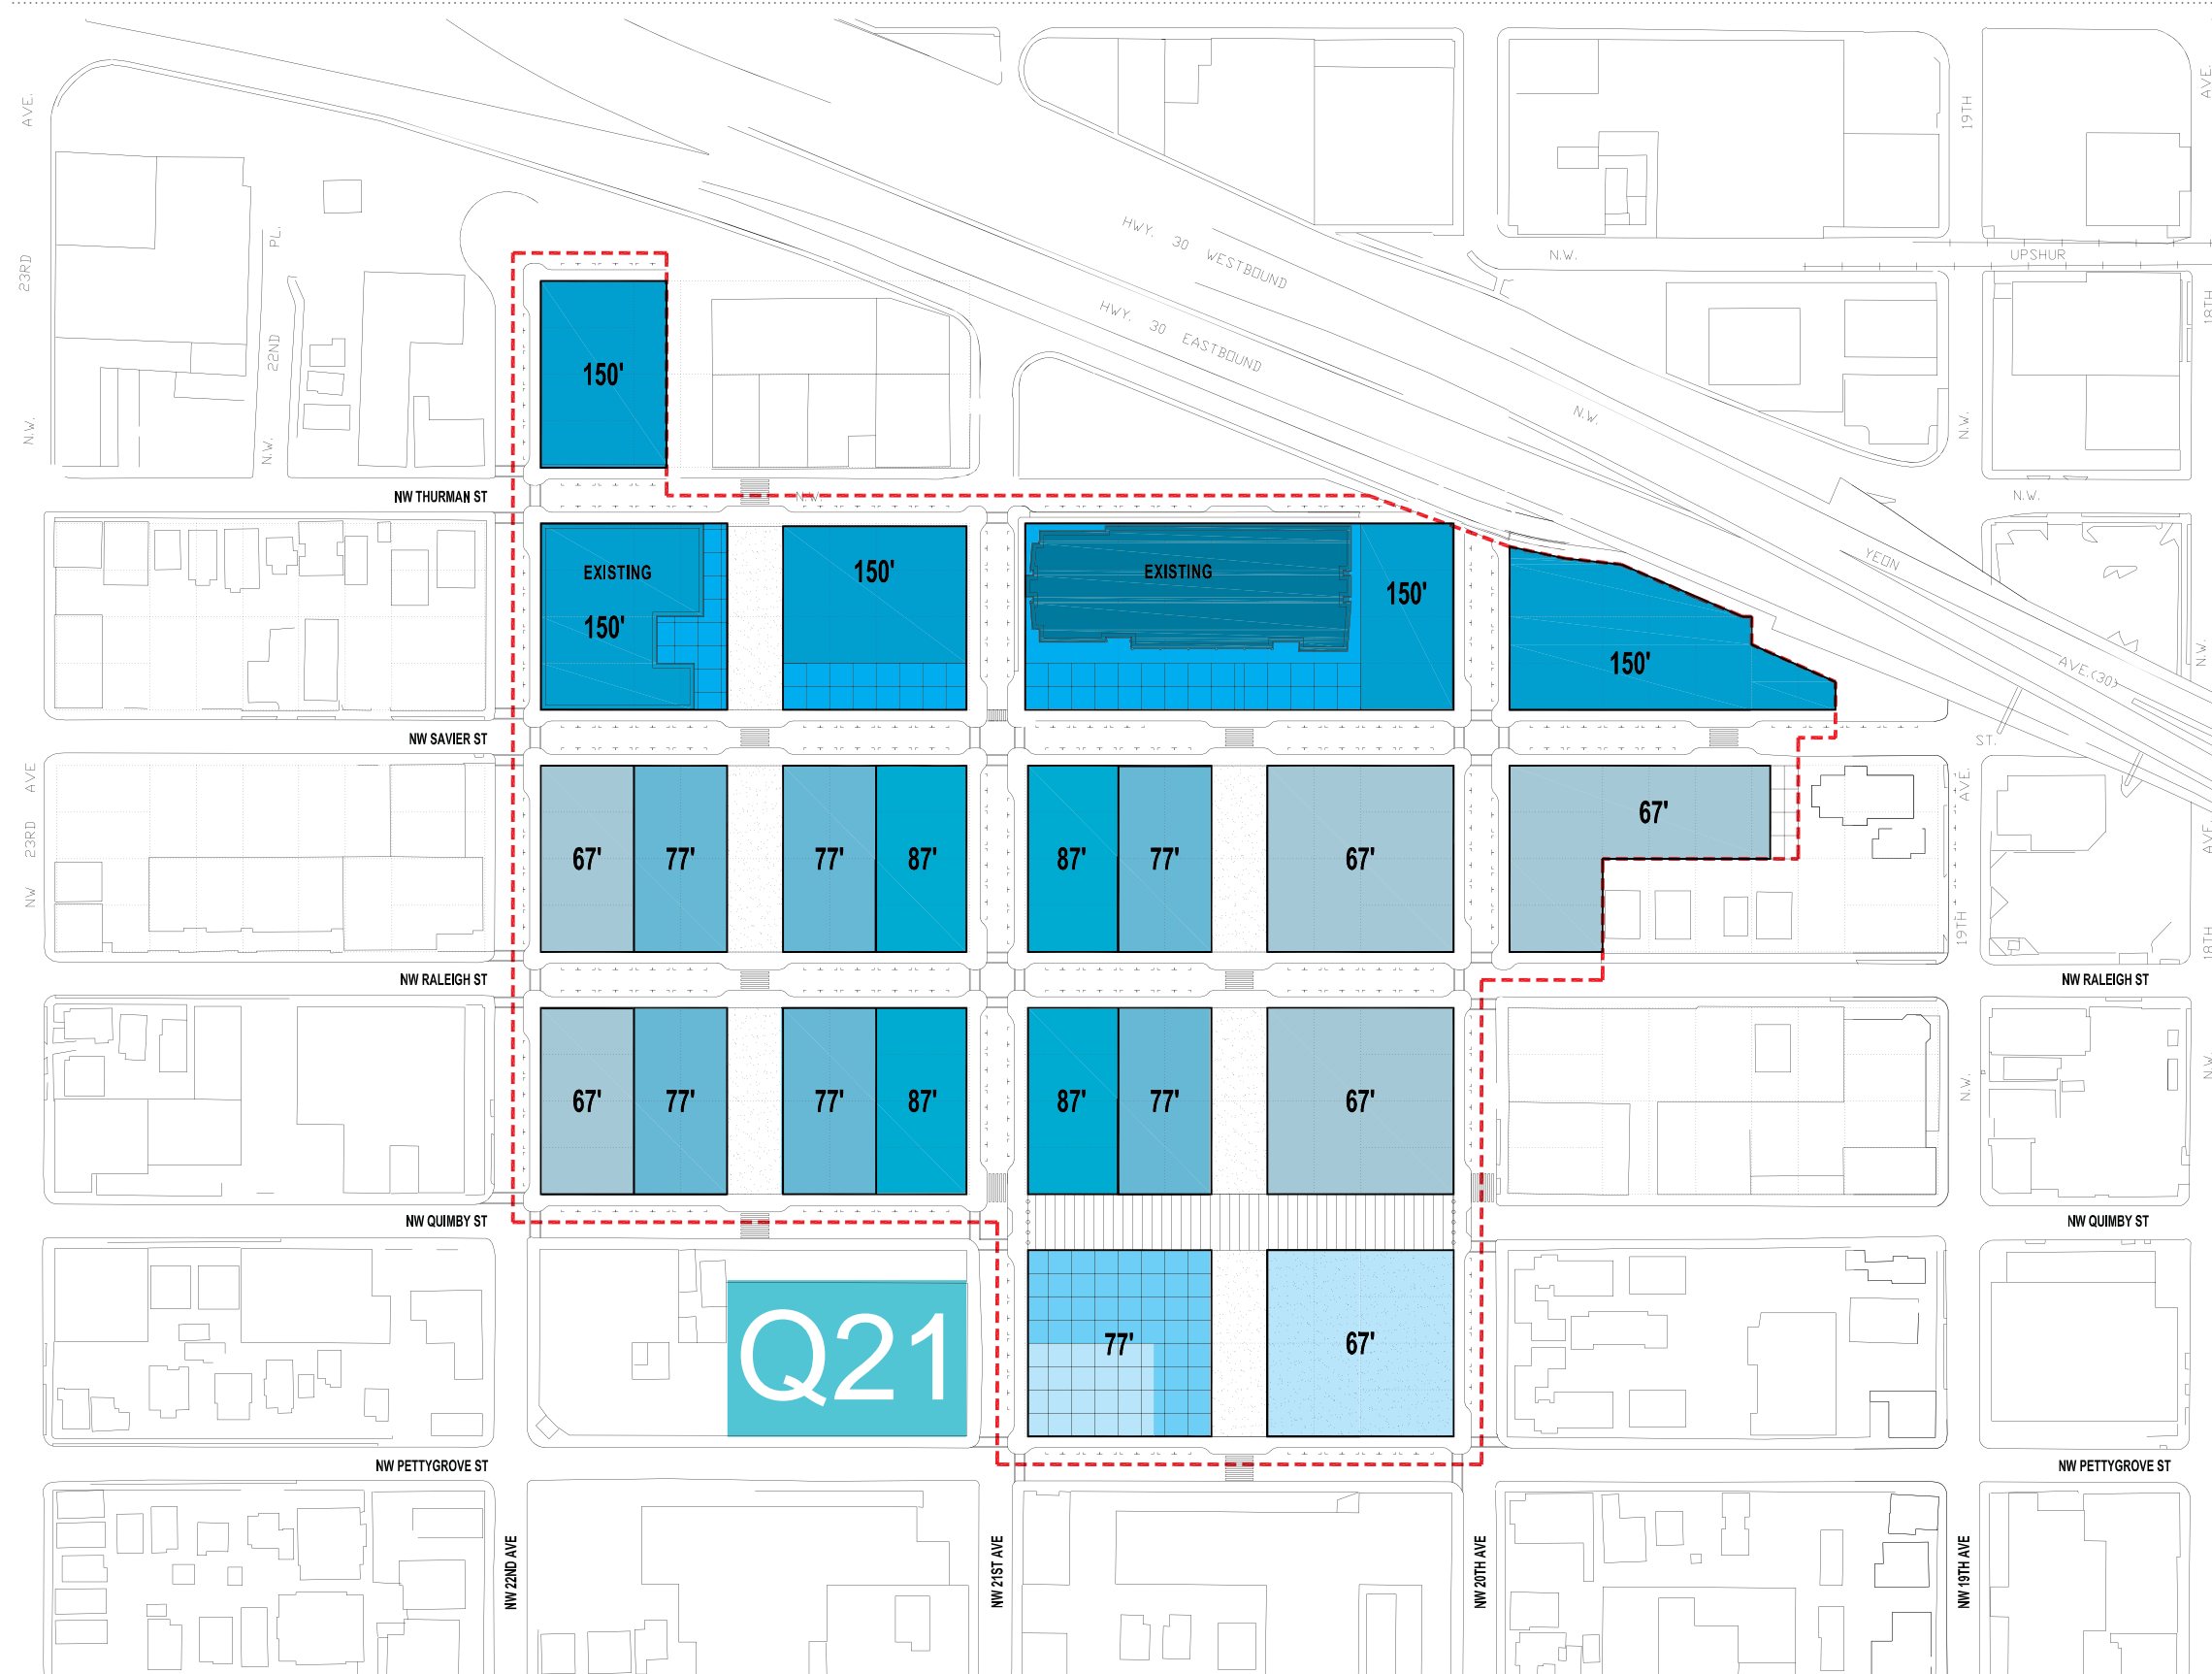 AVE.
23RD
N.W.
N.W.
22ND
PL.
HWY. 30 WESTBOUND
HWY. 30 EASTBOUND
N.W.
YEON
AVE.(30)
19TH
AVE.
N.W.
UPSHUR
18TH
N.W.
N.W.
N.W.
150'
NW THURMAN ST
N.W.
EXISTING
150'
150'
EXISTING
150'
150'
NW SAVIER ST
ST.
NW 23RD AVE
67'
77'
77'
87'
87'
77'
67'
67'
19TH
AVE.
AVE.
18TH
NW RALEIGH ST
NW RALEIGH ST
67'
77'
77'
87'
87'
77'
67'
N.W.
N.W.
NW QUIMBY ST
NW QUIMBY ST
Q21
77'
67'
NW PETTYGROVE ST
NW PETTYGROVE ST
NW 22ND AVE
NW 21ST AVE
NW 20TH AVE
NW 19TH AVE